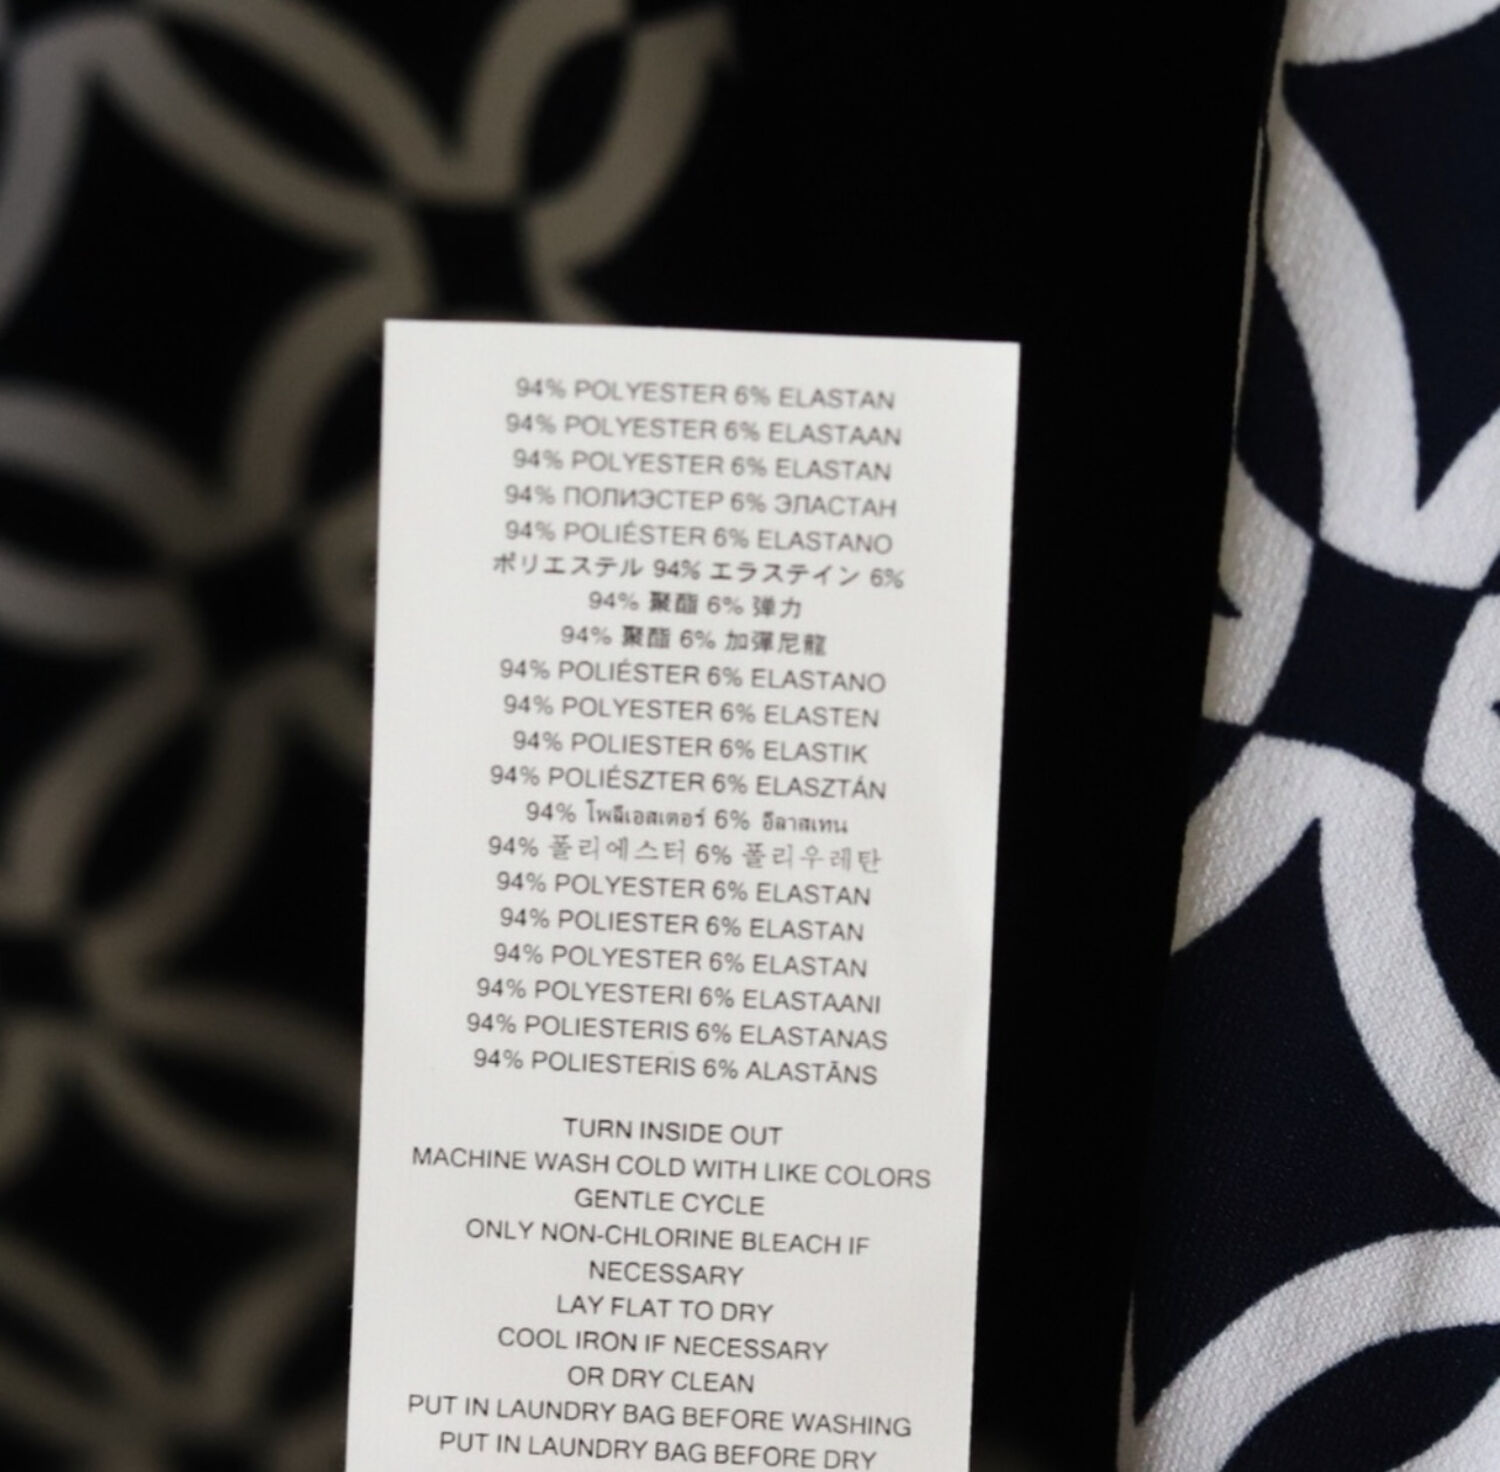 94% POLYESTER 6% ELASTAN
94% POLYESTER 6% ELASTAAN
94% POLYESTER 6% ELASTAN
94% ПОЛИЭСТЕР 6% ЭЛАСТАН
94% POLIÉSTER 6% ELASTANO
ポリエステル 94% エラステイン 6%
94% 聚酯 6% 弹力
94% 聚酯 6% 加彈尼龍
94% POLIÉSTER 6% ELASTANO
94% POLYESTER 6% ELASTEN
94% POLIESTER 6% ELASTIK
94% POLIÉSZTER 6% ELASZTÁN
94% โพลีเอสเตอร์ 6% อีลาสเทน
94% 폴리에스터 6% 폴리우레탄
94% POLYESTER 6% ELASTAN
94% POLIESTER 6% ELASTAN
94% POLYESTER 6% ELASTAN
94% POLYESTERI 6% ELASTAANI
94% POLIESTERIS 6% ELASTANAS
94% POLIESTERIS 6% ALASTĀNS
TURN INSIDE OUT
MACHINE WASH COLD WITH LIKE COLORS
GENTLE CYCLE
ONLY NON-CHLORINE BLEACH IF
NECESSARY
LAY FLAT TO DRY
COOL IRON IF NECESSARY
OR DRY CLEAN
PUT IN LAUNDRY BAG BEFORE WASHING
PUT IN LAUNDRY BAG BEFORE DRY